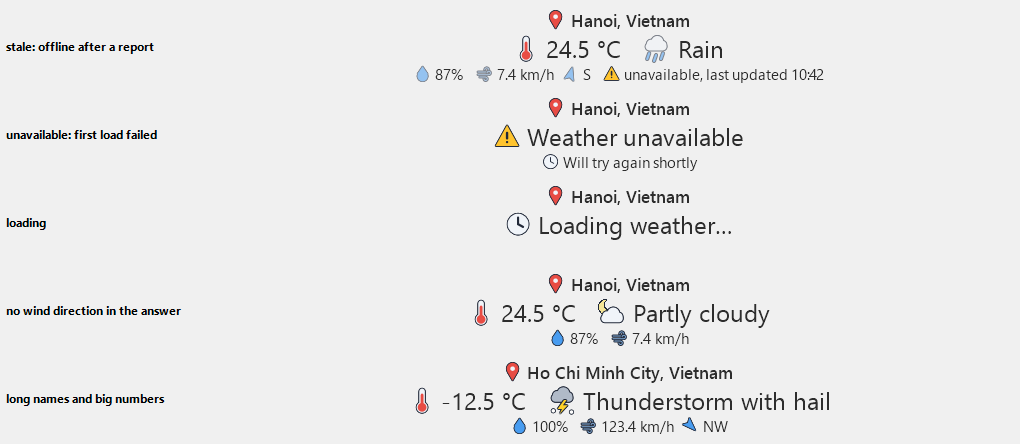 Hanoi, Vietnam
stale: offline after a report 24.5 °C Rain
87% 7.4 km/h S unavailable, last updated 10:42
Hanoi, Vietnam
unavailable: first load failed Weather unavailable
Will try again shortly
Hanoi, Vietnam
loading Loading weather...
Hanoi, Vietnam
no wind direction in the answer 24.5 °C Partly cloudy
87% 7.4 km/h
Ho Chi Minh City, Vietnam
long names and big numbers -12.5 °C Thunderstorm with hail
100% 123.4 km/h NW